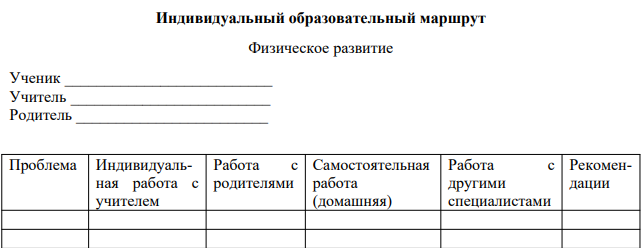 Индивидуальный образовательный маршрут
Физическое развитие
Ученик ___________________________
Учитель __________________________
Родитель _________________________
Проблема
Индивидуаль-
ная работа с
учителем
Работа с
родителями
Самостоятельная
работа
(домашняя)
Работа с
другими
специалистами
Рекомен-
дации